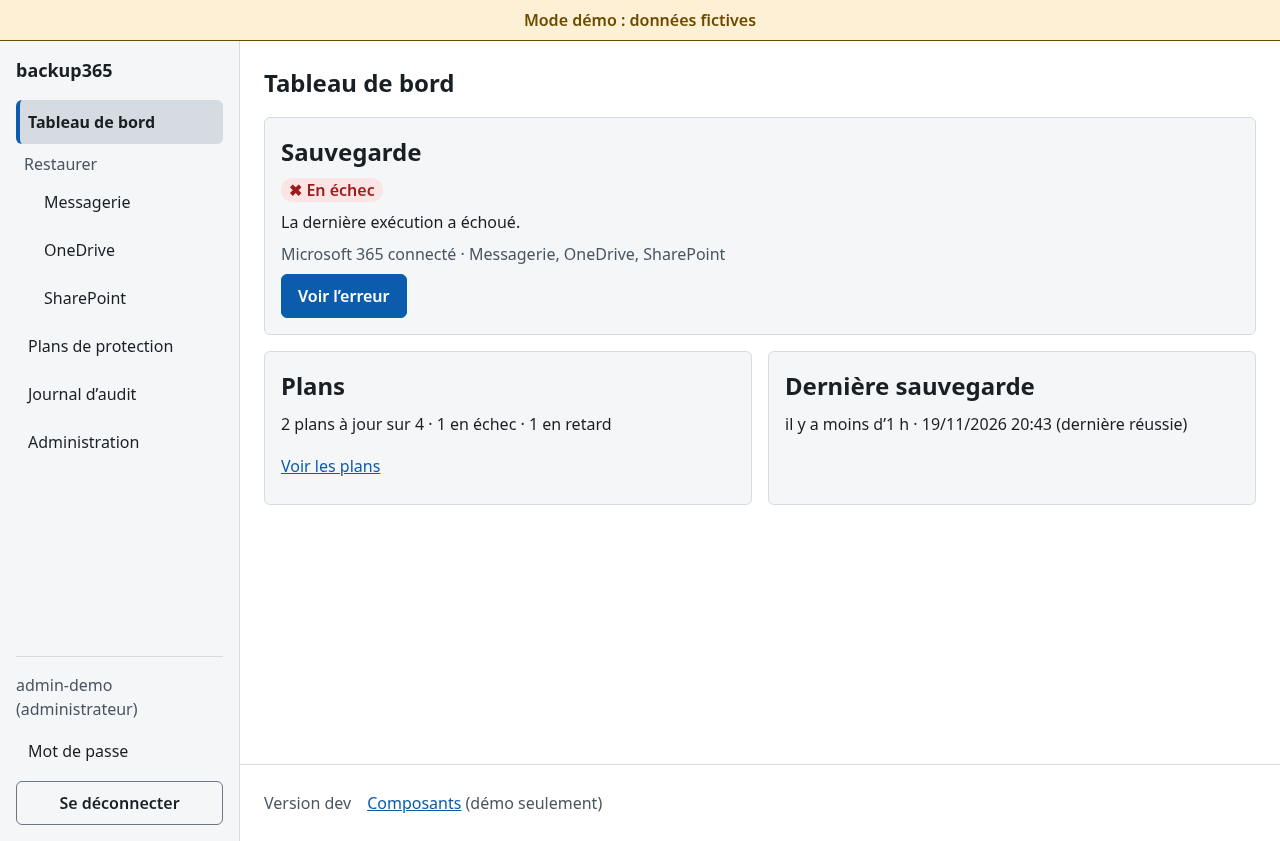 Mode démo : données fictives
backup365
Tableau de bord
Restaurer
Messagerie
OneDrive
SharePoint
Plans de protection
Journal d’audit
Administration
admin-demo
(administrateur)
Mot de passe
Se déconnecter
Tableau de bord
Sauvegarde
✖ En échec
La dernière exécution a échoué.
Microsoft 365 connecté · Messagerie, OneDrive, SharePoint
Voir l’erreur
Plans
2 plans à jour sur 4 · 1 en échec · 1 en retard
Voir les plans
Dernière sauvegarde
il y a moins d’1 h · 19/11/2026 20:43 (dernière réussie)
Version dev Composants (démo seulement)